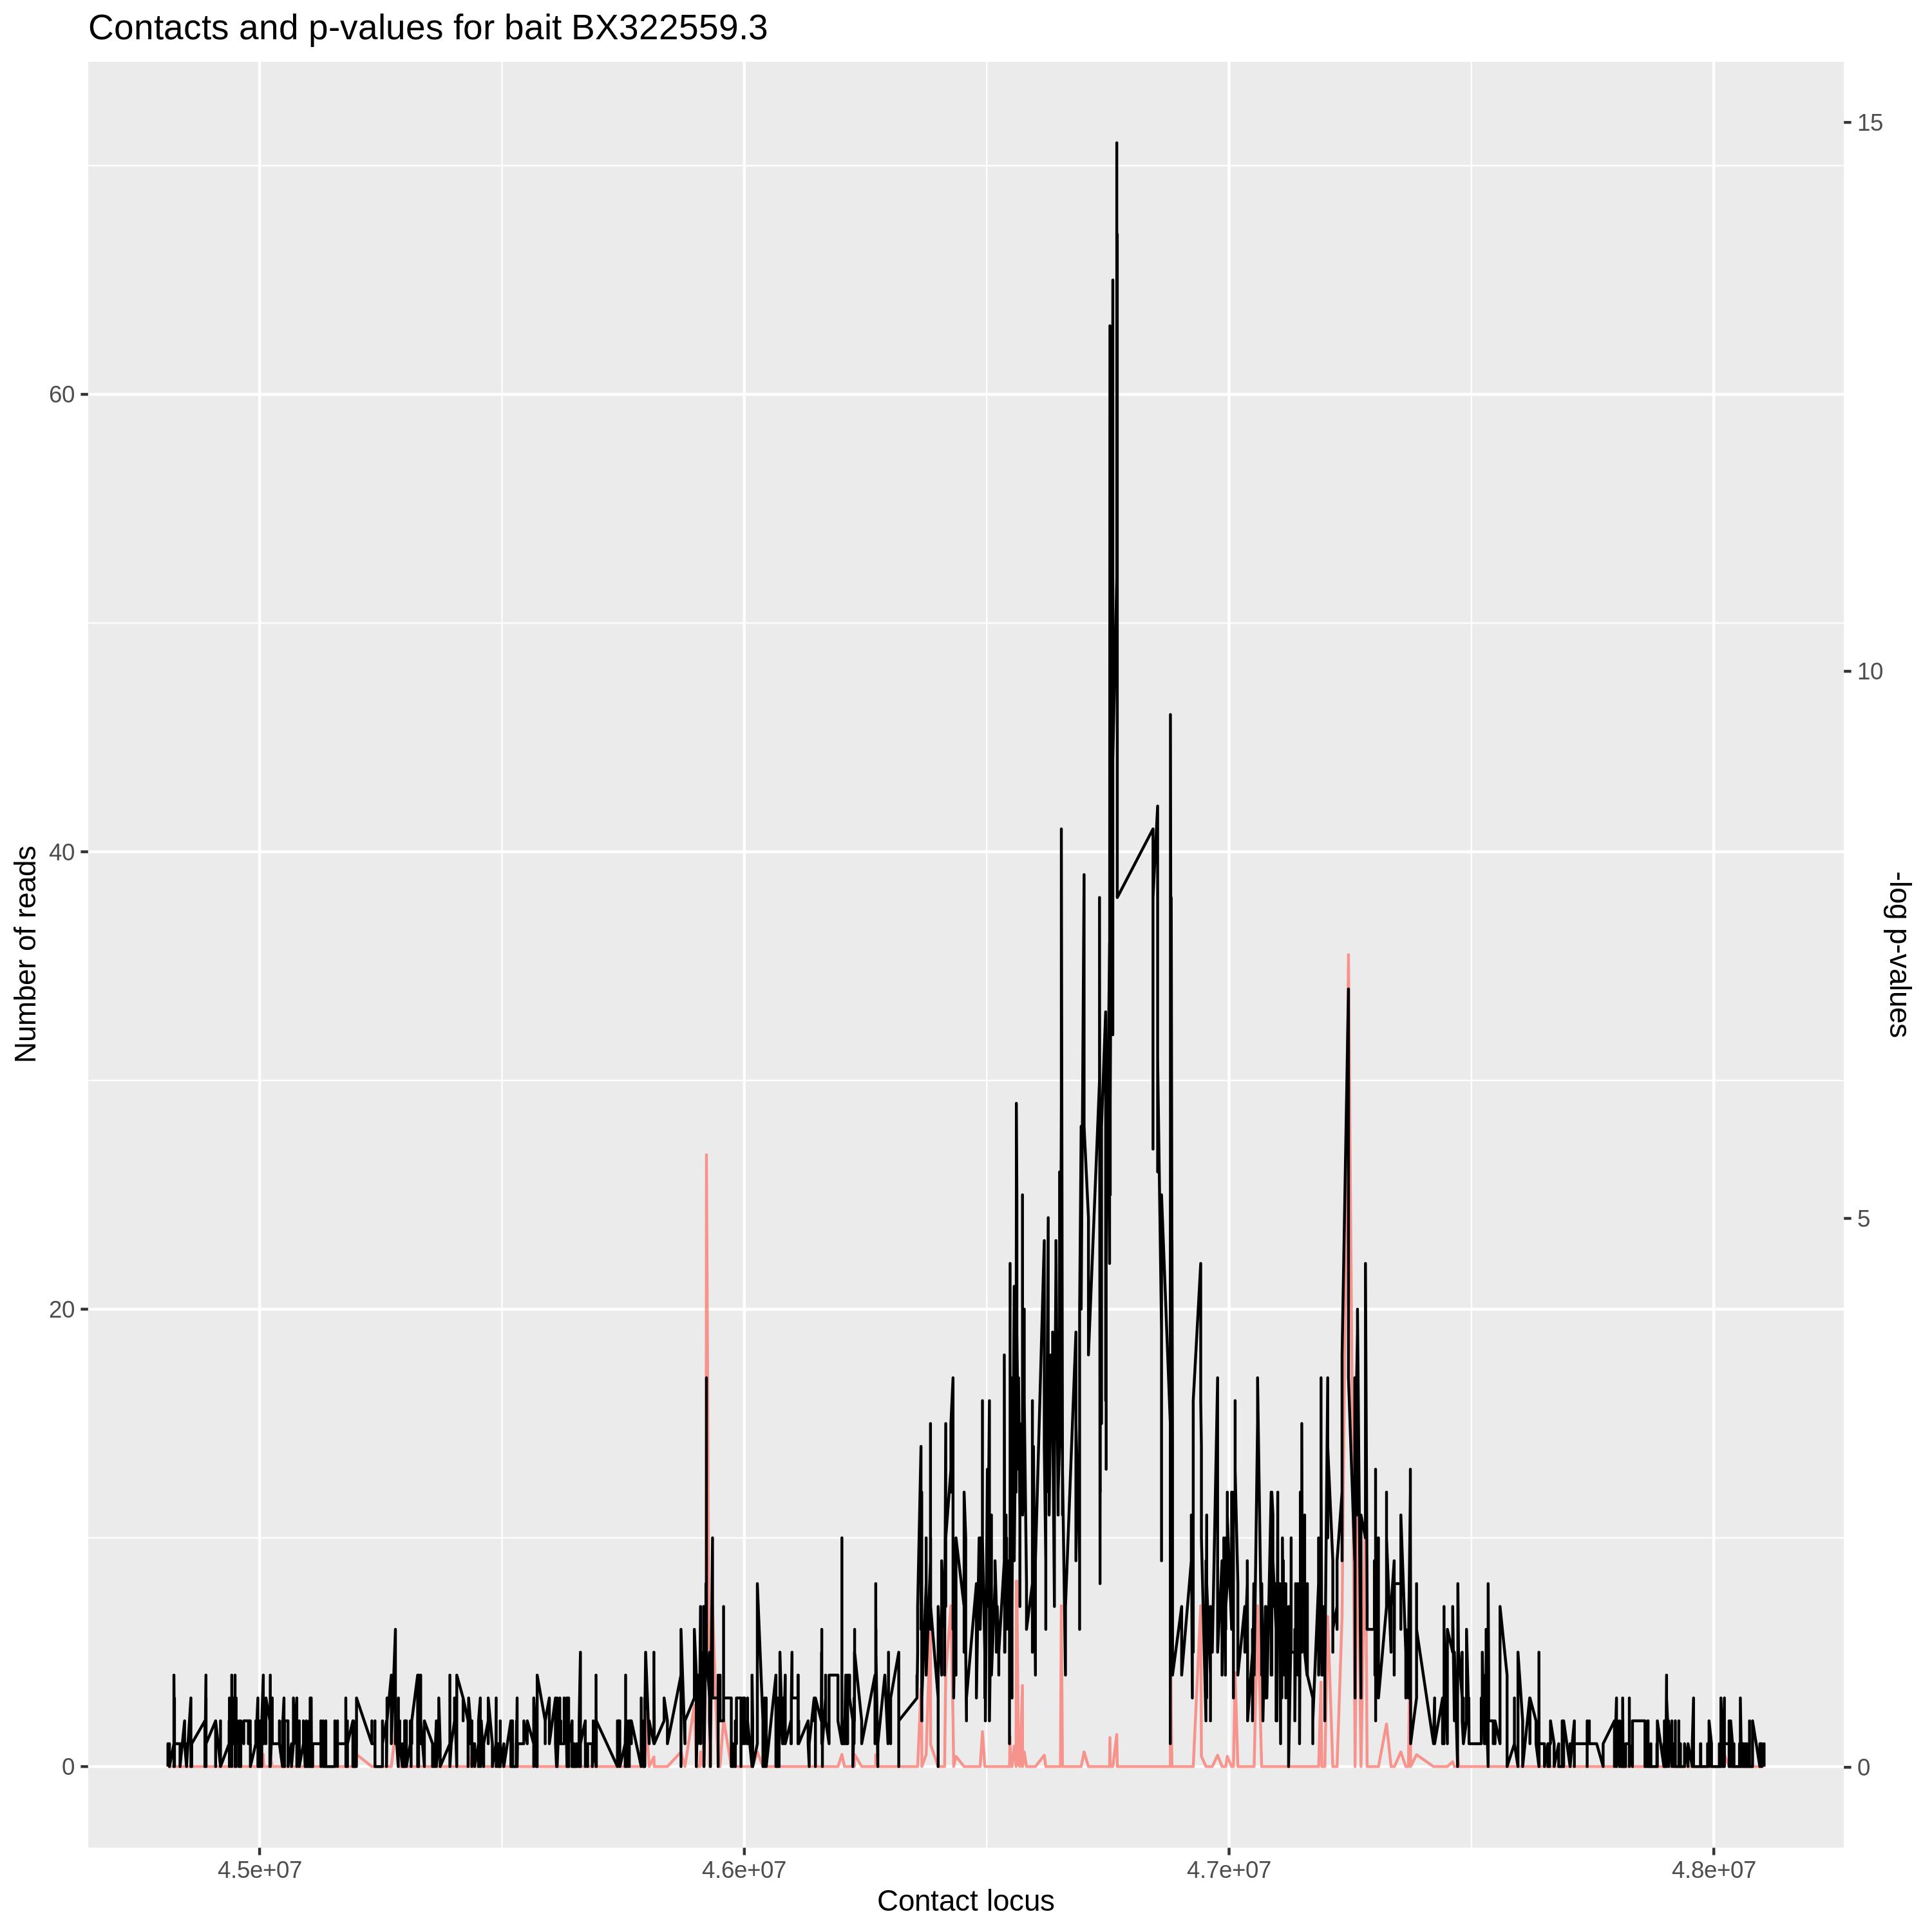 Contacts and p-values for bait BX322559.3
Number of reads
60
40
20
0
15
10
5
0
-log p-values
4.5e+07
4.6e+07
4.7e+07
4.8e+07
Contact locus